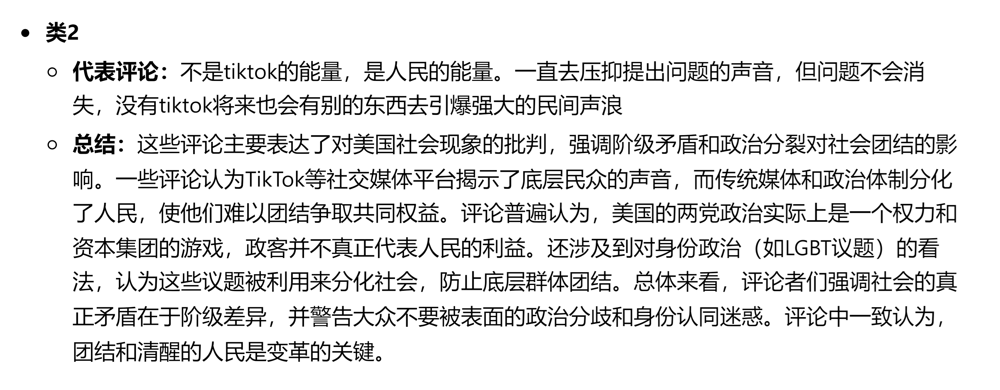 • 类2
○ 代表评论：不是tiktok的能量，是人民的能量。一直去压抑提出问题的声音，但问题不会消
失，没有tiktok将来也会有别的东西去引爆强大的民间声浪
○ 总结：这些评论主要表达了对美国社会现象的批判，强调阶级矛盾和政治分裂对社会团结的影
响。一些评论认为TikTok等社交媒体平台揭示了底层民众的声音，而传统媒体和政治体制分化
了人民，使他们难以团结争取共同权益。评论普遍认为，美国的两党政治实际上是一个权力和
资本集团的游戏，政客并不真正代表人民的利益。还涉及到对身份政治（如LGBT议题）的看
法，认为这些议题被利用来分化社会，防止底层群体团结。总体来看，评论者们强调社会的真
正矛盾在于阶级差异，并警告大众不要被表面的政治分歧和身份认同迷惑。评论中一致认为，
团结和清醒的人民是变革的关键。